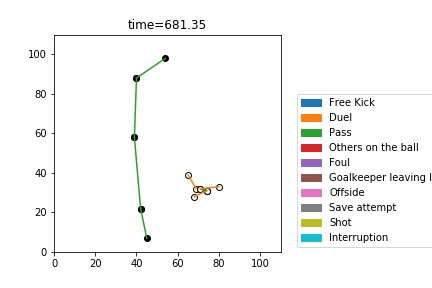 time=681.35
100
80
60
40
20
0
0 20 40 60 80 100
Free Kick
Duel
Pass
Others on the ball
Foul
Goalkeeper leaving l
Offside
Save attempt
Shot
Interruption